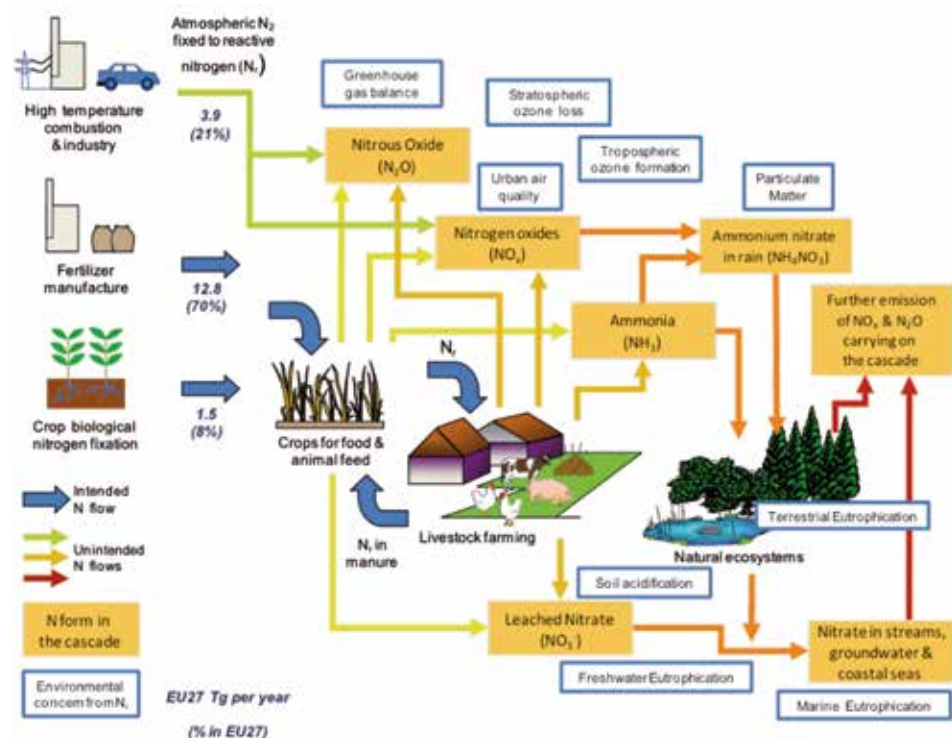 Atmospheric N₂
fixed to reactive
nitrogen (Nᵣ)
High temperature
combustion
& industry
3.9
(21%)
Fertilizer
manufacture
12.8
(70%)
Crop biological
nitrogen fixation
1.5
(8%)
Greenhouse
gas balance
Stratospheric
ozone loss
Nitrous Oxide
(N₂O)
Tropospheric
ozone formation
Urban air
quality
Particulate
Matter
Nitrogen oxides
(NOₓ)
Ammonium nitrate
in rain (NH₄NO₃)
Ammonia
(NH₃)
Further emission
of NOₓ & N₂O
carrying on
the cascade
Nᵣ
Crops for food &
animal feed
Livestock farming
Nᵣ in
manure
Terrestrial Eutrophication
Natural ecosystems
Soil acidification
Leached Nitrate
(NO₃⁻)
Nitrate in streams,
groundwater &
coastal seas
Freshwater Eutrophication
Marine Eutrophication
Intended
N flow
Unintended
N flows
N form in
the cascade
Environmental
concern from Nᵣ
EU27 Tg per year
(% in EU27)